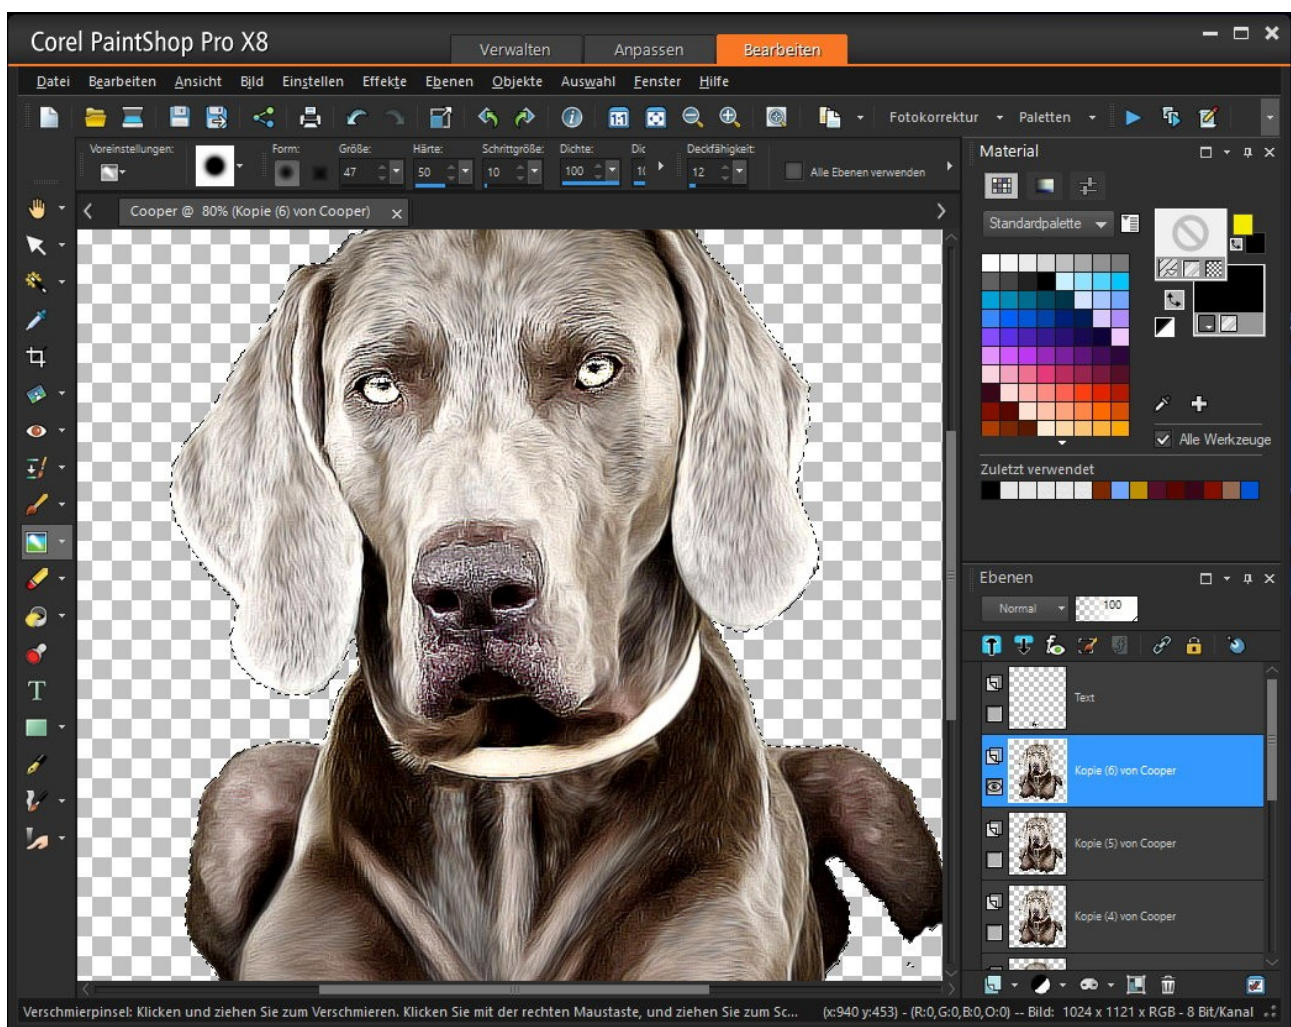 Corel PaintShop Pro X8
Verwalten
Anpassen
Bearbeiten
Datei Bearbeiten Ansicht Bild Einstellen Effekte Ebenen Objekte Auswahl Fenster Hilfe
1:1
Fotokorrektur
Paletten
Voreinstellungen:
Form:
Größe:
Härte:
Schrittgröße:
Dichte:
Dic
Deckfähigkeit:
47
50
10
100
12
Alle Ebenen verwenden
Cooper @ 80% (Kopie (6) von Cooper)
Material
Standardpalette
Alle Werkzeuge
Zuletzt verwendet
Ebenen
Normal
100
Text
Kopie (6) von Cooper
Kopie (5) von Cooper
Kopie (4) von Cooper
Verschmierpinsel: Klicken und ziehen Sie zum Verschmieren. Klicken Sie mit der rechten Maustaste, und ziehen Sie zum Sc...
(x:940 y:453) - (R:0,G:0,B:0,O:0) -- Bild: 1024 x 1121 x RGB - 8 Bit/Kanal